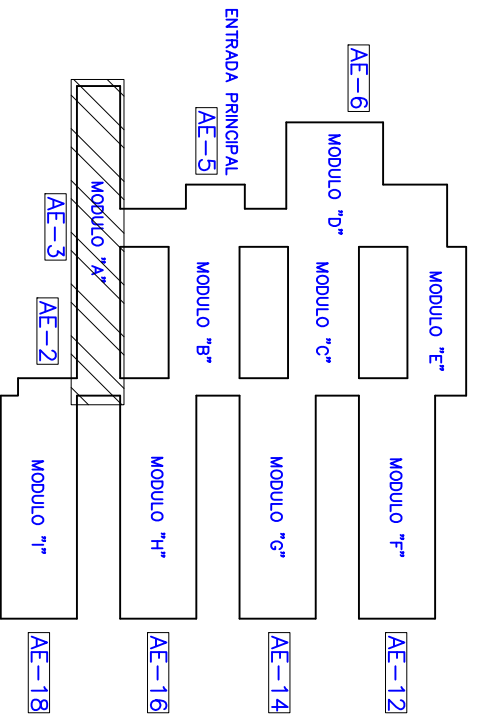 MODULO "E"
MODULO "F"
AE-12
AE-6
MODULO "D"
MODULO "C"
MODULO "G"
AE-14
ENTRADA PRINCIPAL
AE-5
MODULO "B"
MODULO "H"
AE-16
MODULO "A"
AE-3
AE-2
MODULO "I"
AE-18